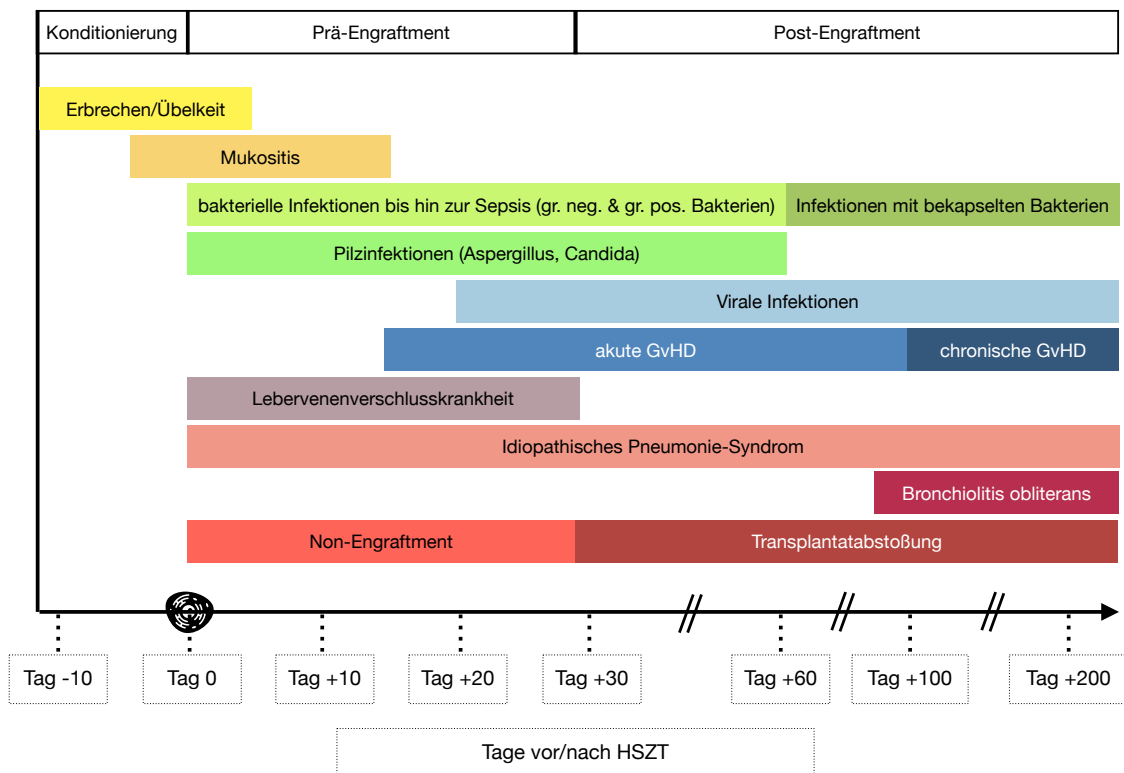 Konditionierung
Prä-Engraftment
Post-Engraftment
Erbrechen/Übelkeit
Mukositis
bakterielle Infektionen bis hin zur Sepsis (gr. neg. & gr. pos. Bakterien)
Infektionen mit bekapselten Bakterien
Pilzinfektionen (Aspergillus, Candida)
Virale Infektionen
akute GvHD
chronische GvHD
Lebervenenverschlusskrankheit
Idiopathisches Pneumonie-Syndrom
Bronchiolitis obliterans
Non-Engraftment
Transplantatabstoßung
Tag -10
Tag 0
Tag +10
Tag +20
Tag +30
Tag +60
Tag +100
Tag +200
Tage vor/nach HSZT